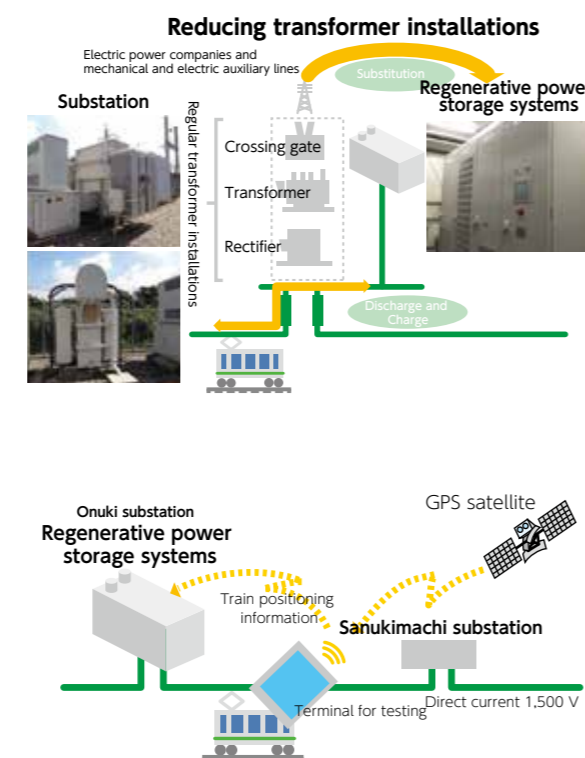 Reducing transformer installations
Electric power companies and
mechanical and electric auxiliary lines
Substitution
Substation
Regenerative power
storage systems
Regular transformer installations
Crossing gate
Transformer
Rectifier
Discharge and
Charge
GPS satellite
Onuki substation
Regenerative power
storage systems
Train positioning
information
Sanukimachi substation
Direct current 1,500 V
Terminal for testing